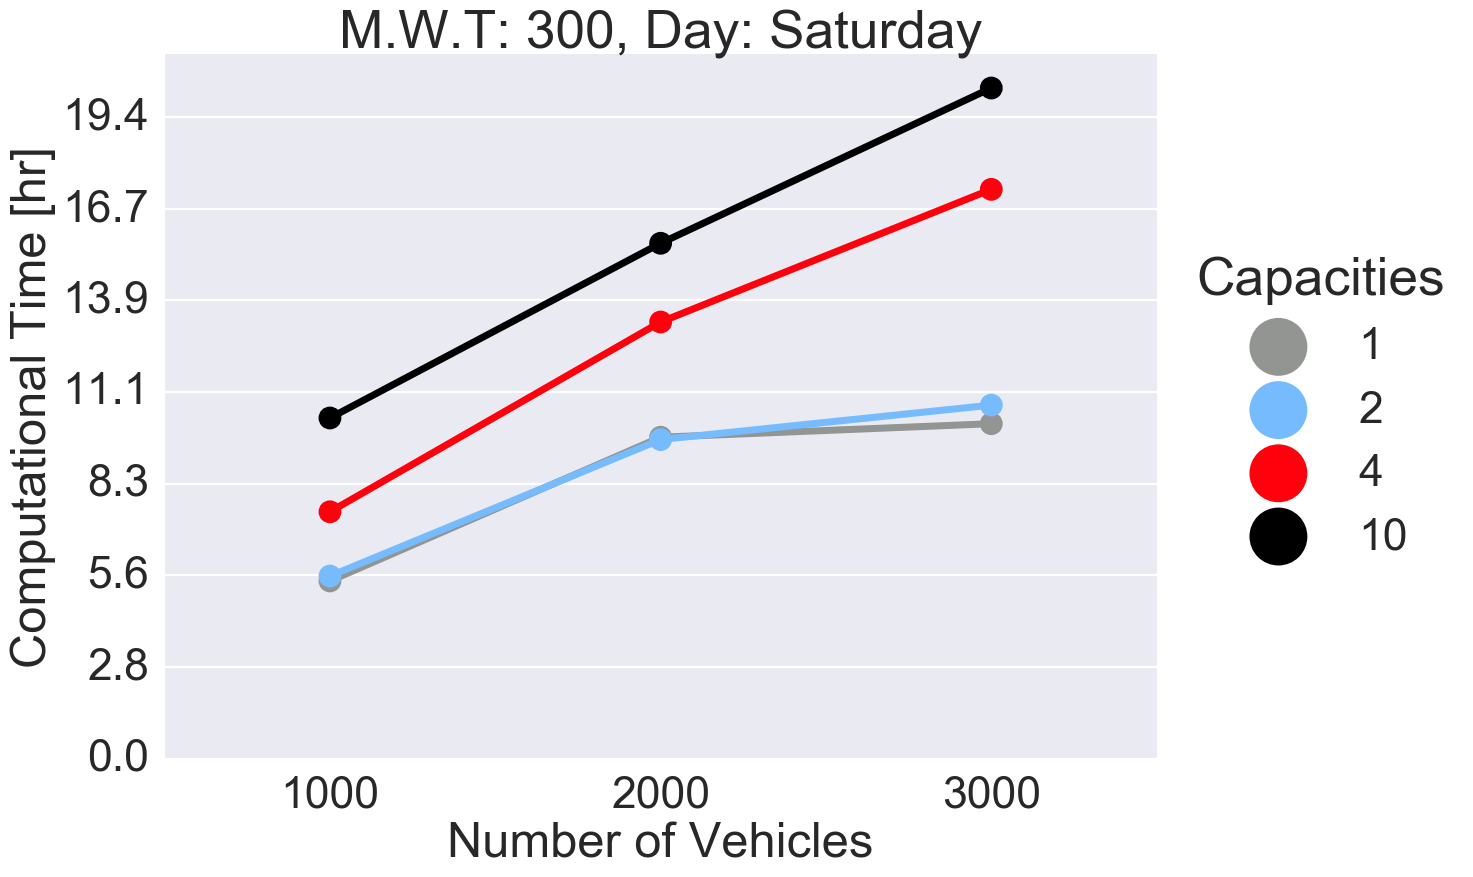 M.W.T: 300, Day: Saturday
Computational Time [hr]
19.4
16.7
13.9
11.1
8.3
5.6
2.8
0.0
1000 2000 3000
Number of Vehicles
Capacities
1
2
4
10